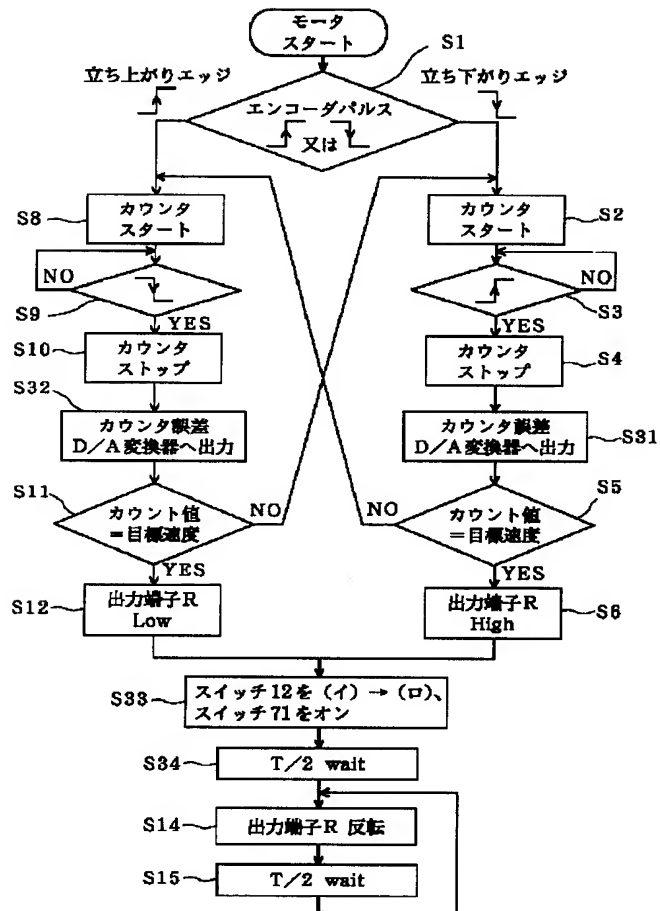 モータ
スタート
S1
立ち上がりエッジ
立ち下がりエッジ
エンコーダパルス
又は
S8
カウンタ
スタート
カウンタ
スタート
S2
NO
NO
S9
S3
YES
YES
S10
カウンタ
ストップ
カウンタ
ストップ
S4
S32
カウンタ誤差
D/A変換器へ出力
カウンタ誤差
D/A変換器へ出力
S31
S11
NO
NO
S5
カウント値
=目標速度
カウント値
=目標速度
YES
YES
S12
出力端子R
Low
出力端子R
High
S6
S33
スイッチ12を(イ)→(ロ)、
スイッチ71をオン
S34
T/2 wait
S14
出力端子R 反転
S15
T/2 wait